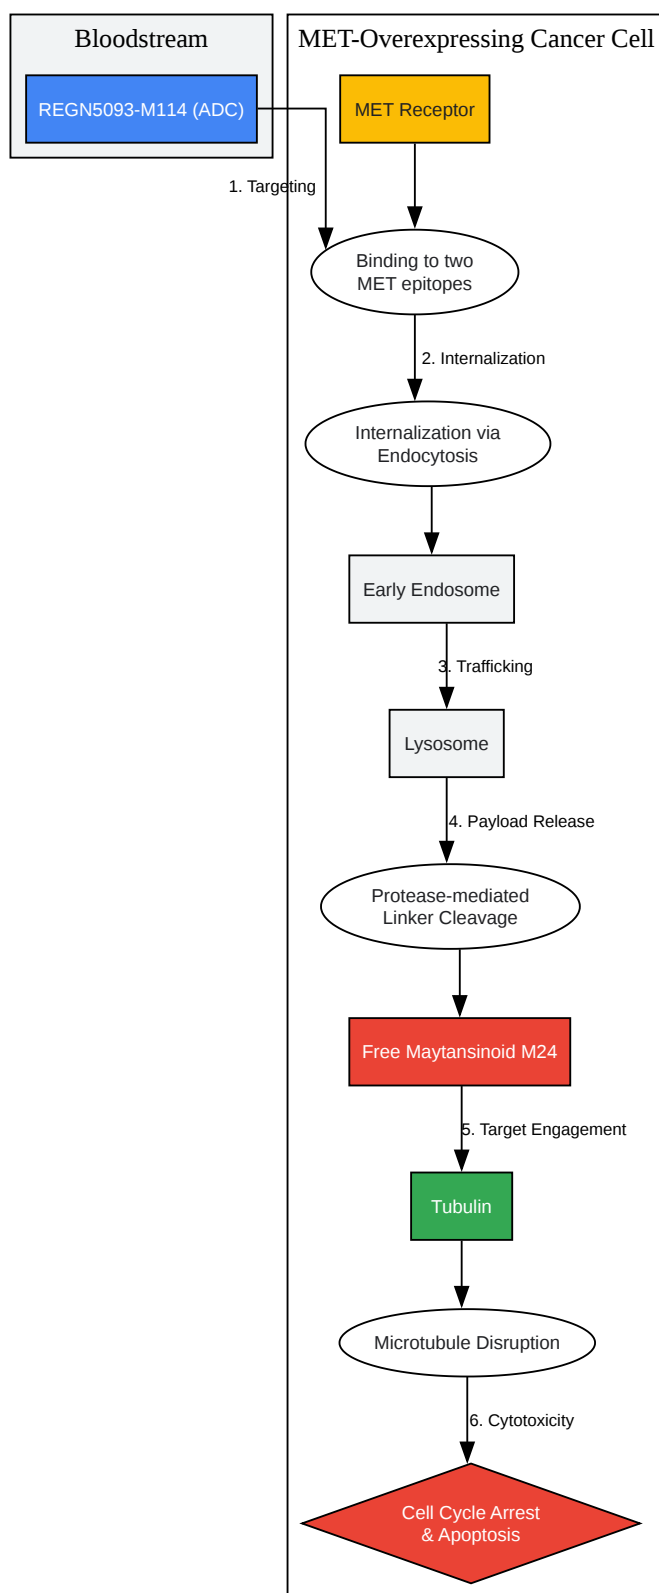 Bloodstream
MET-Overexpressing Cancer Cell
REGN5093-M114 (ADC)
MET Receptor
1. Targeting
Binding to two
MET epitopes
2. Internalization
Internalization via
Endocytosis
Early Endosome
3. Trafficking
Lysosome
4. Payload Release
Protease-mediated
Linker Cleavage
Free Maytansinoid M24
5. Target Engagement
Tubulin
Microtubule Disruption
6. Cytotoxicity
Cell Cycle Arrest
& Apoptosis